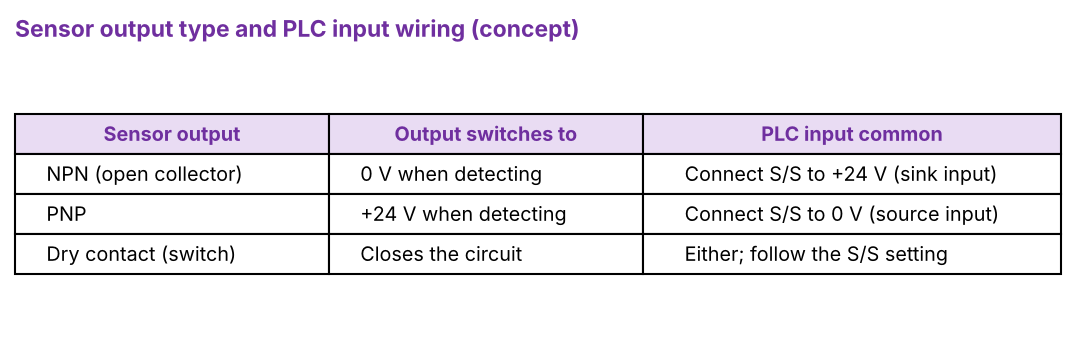 Sensor output type and PLC input wiring (concept)
Sensor output Output switches to PLC input common
NPN (open collector) 0 V when detecting Connect S/S to +24 V (sink input)
PNP +24 V when detecting Connect S/S to 0 V (source input)
Dry contact (switch) Closes the circuit Either; follow the S/S setting